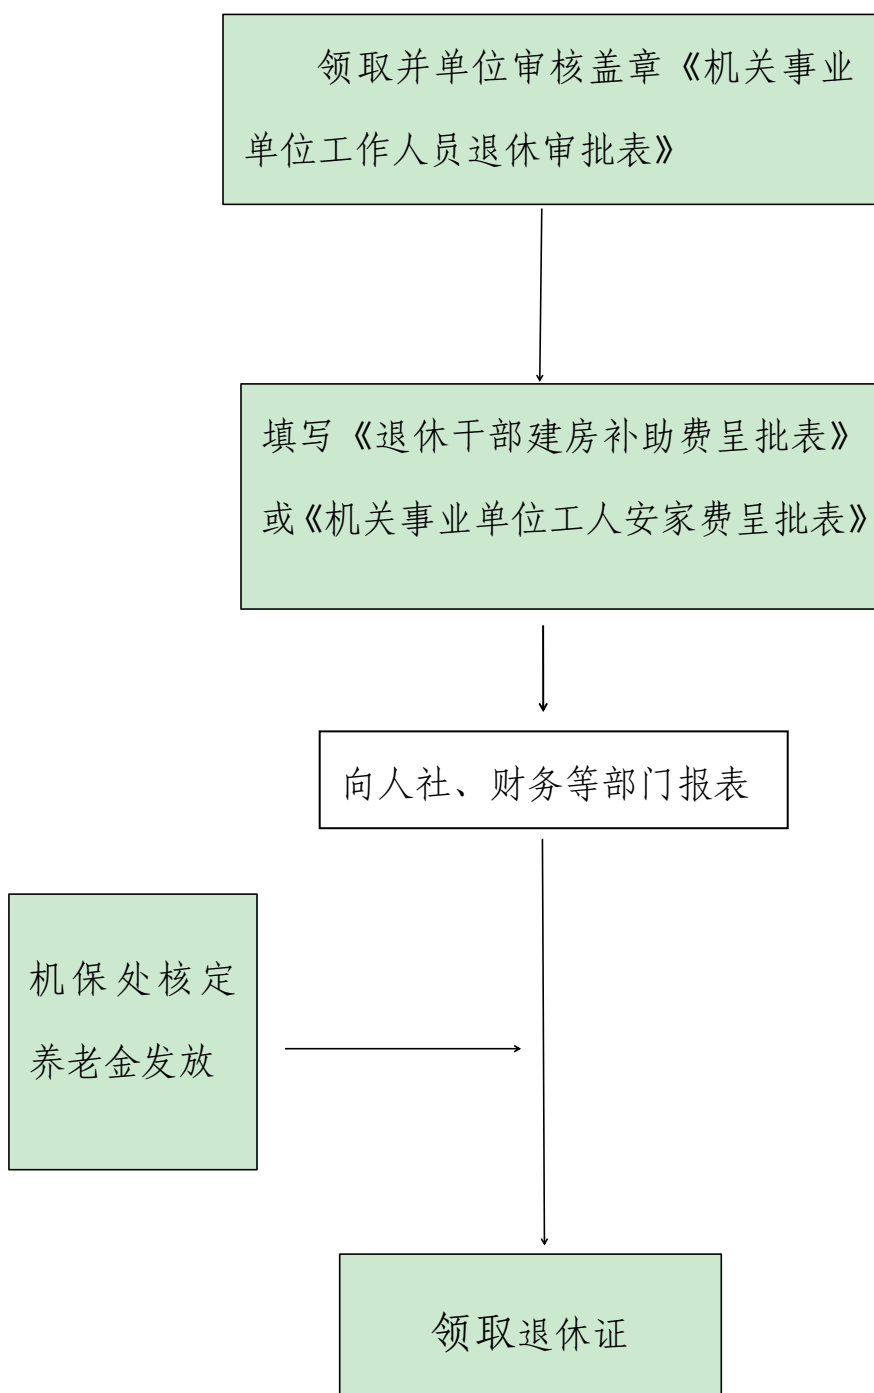 领取并单位审核盖章《机关事业
单位工作人员退休审批表》
填写《退休干部建房补助费呈批表》
或《机关事业单位工人安家费呈批表》
向人社、财务等部门报表
机保处核定
养老金发放
领取退休证